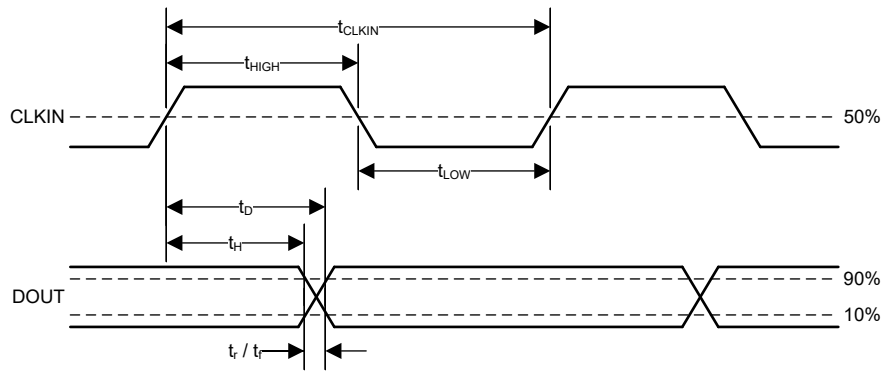 tCLKIN
tHIGH
CLKIN
50%
tLOW
tD
tH
DOUT
90%
10%
tr / tf